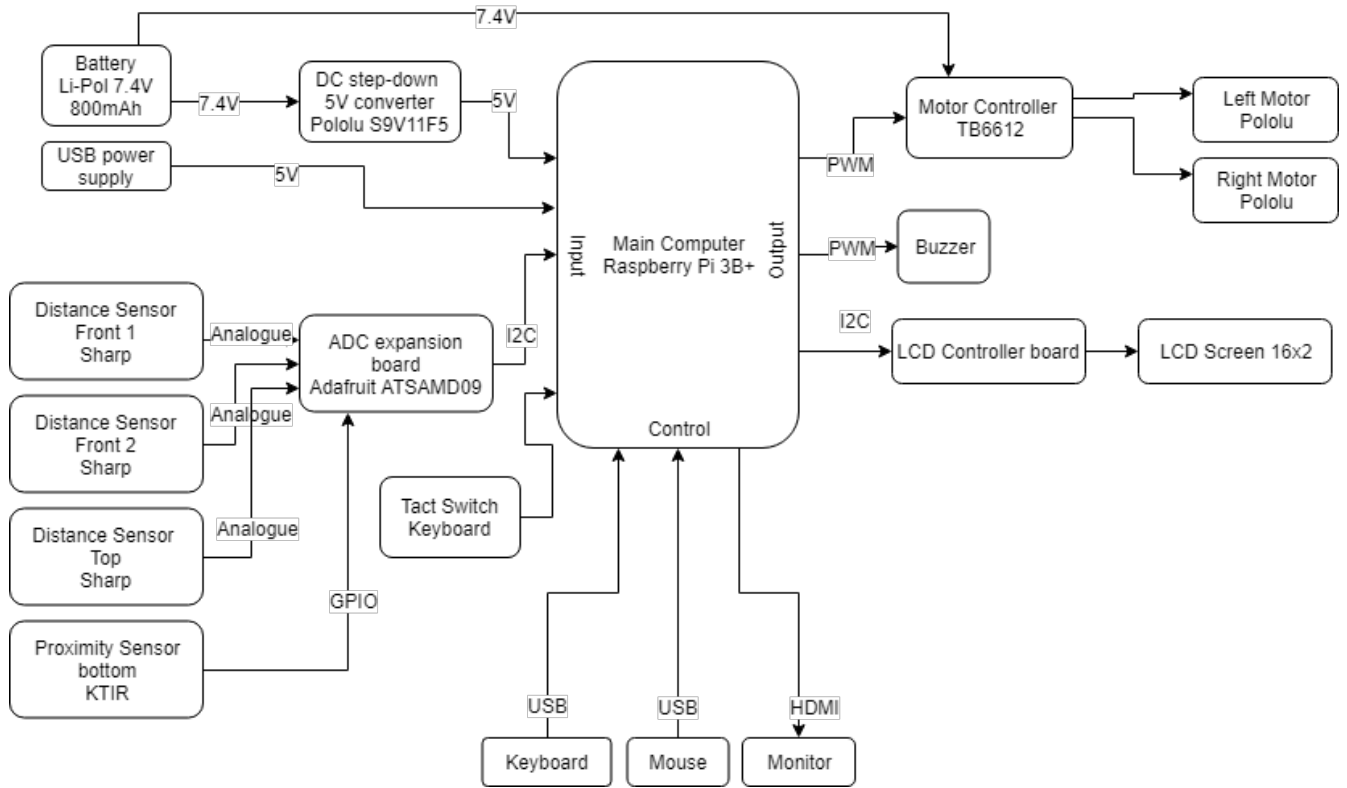 7.4V
Battery
Li-Pol 7.4V
800mAh
7.4V
DC step-down
5V converter
Pololu S9V11F5
5V
USB power
supply
5V
Motor Controller
TB6612
Left Motor
Pololu
Right Motor
Pololu
PWM
Input
Main Computer
Raspberry Pi 3B+
Output
PWM
Buzzer
Distance Sensor
Front 1
Sharp
Analogue
ADC expansion
board
Adafruit ATSAMD09
I2C
I2C
LCD Controller board
LCD Screen 16x2
Distance Sensor
Front 2
Sharp
Analogue
Control
Tact Switch
Keyboard
Distance Sensor
Top
Sharp
Analogue
GPIO
Proximity Sensor
bottom
KTIR
USB
USB
HDMI
Keyboard
Mouse
Monitor